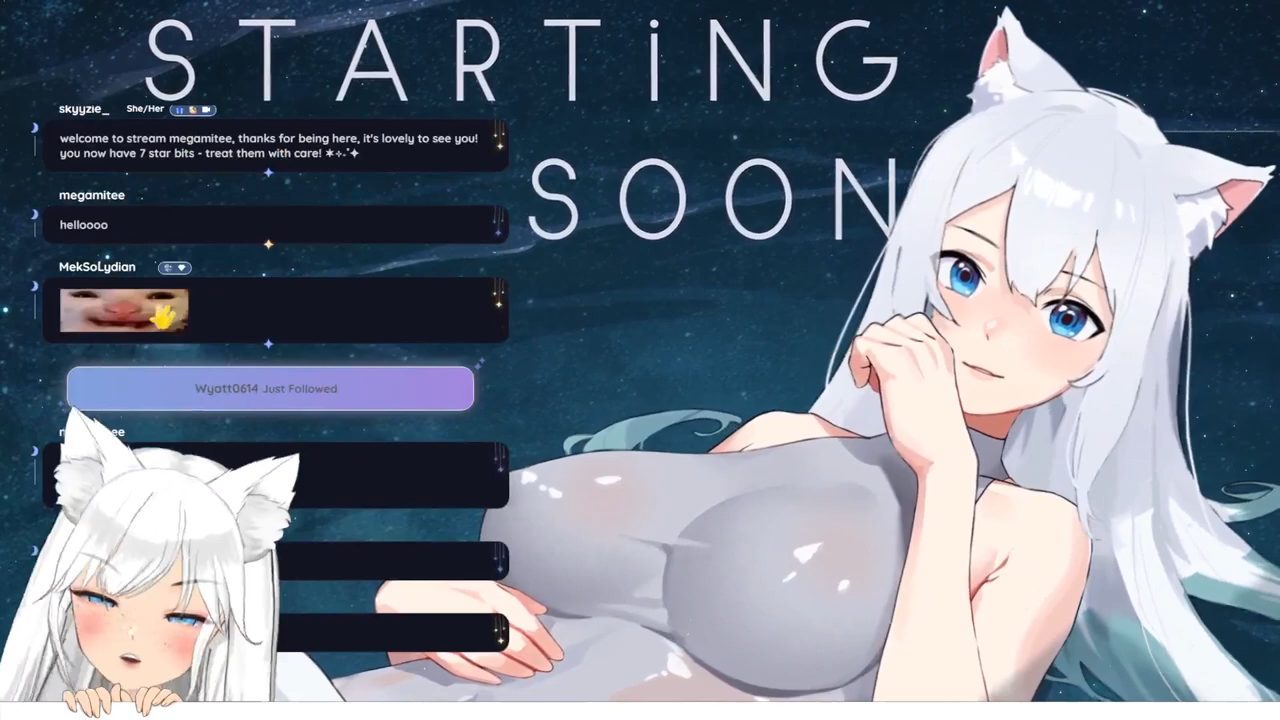 STARTiNG
SOON
skyyzie_ She/Her
welcome to stream megamitee, thanks for being here, it's lovely to see you!
you now have 7 star bits - treat them with care! ✶⊹˖˚✦
megamitee
helloooo
MekSoLydian
Wyatt0614 Just Followed